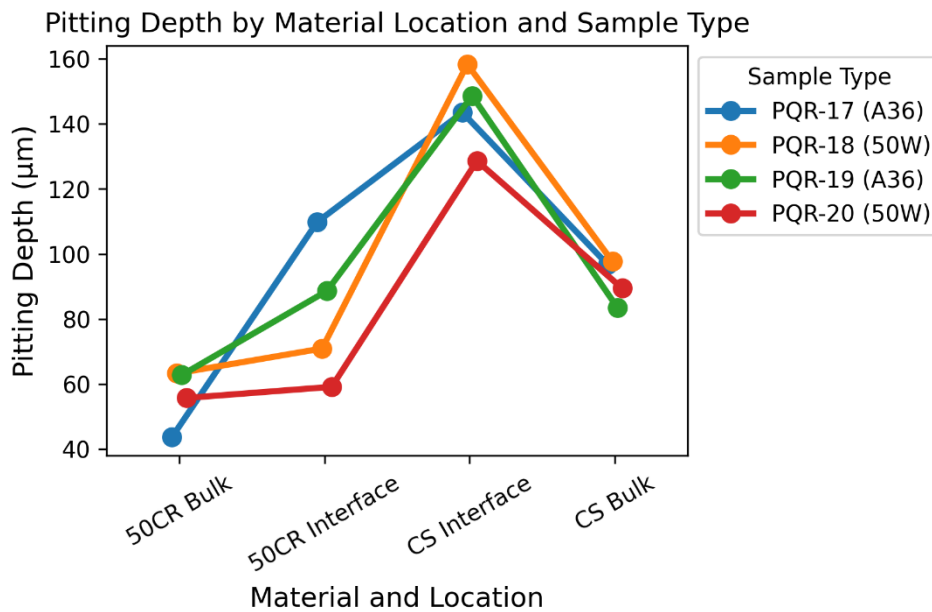 Pitting Depth by Material Location and Sample Type
160
140
120
100
80
60
40
Pitting Depth (µm)
50CR Bulk
50CR Interface
CS Interface
CS Bulk
Material and Location
Sample Type
PQR-17 (A36)
PQR-18 (50W)
PQR-19 (A36)
PQR-20 (50W)